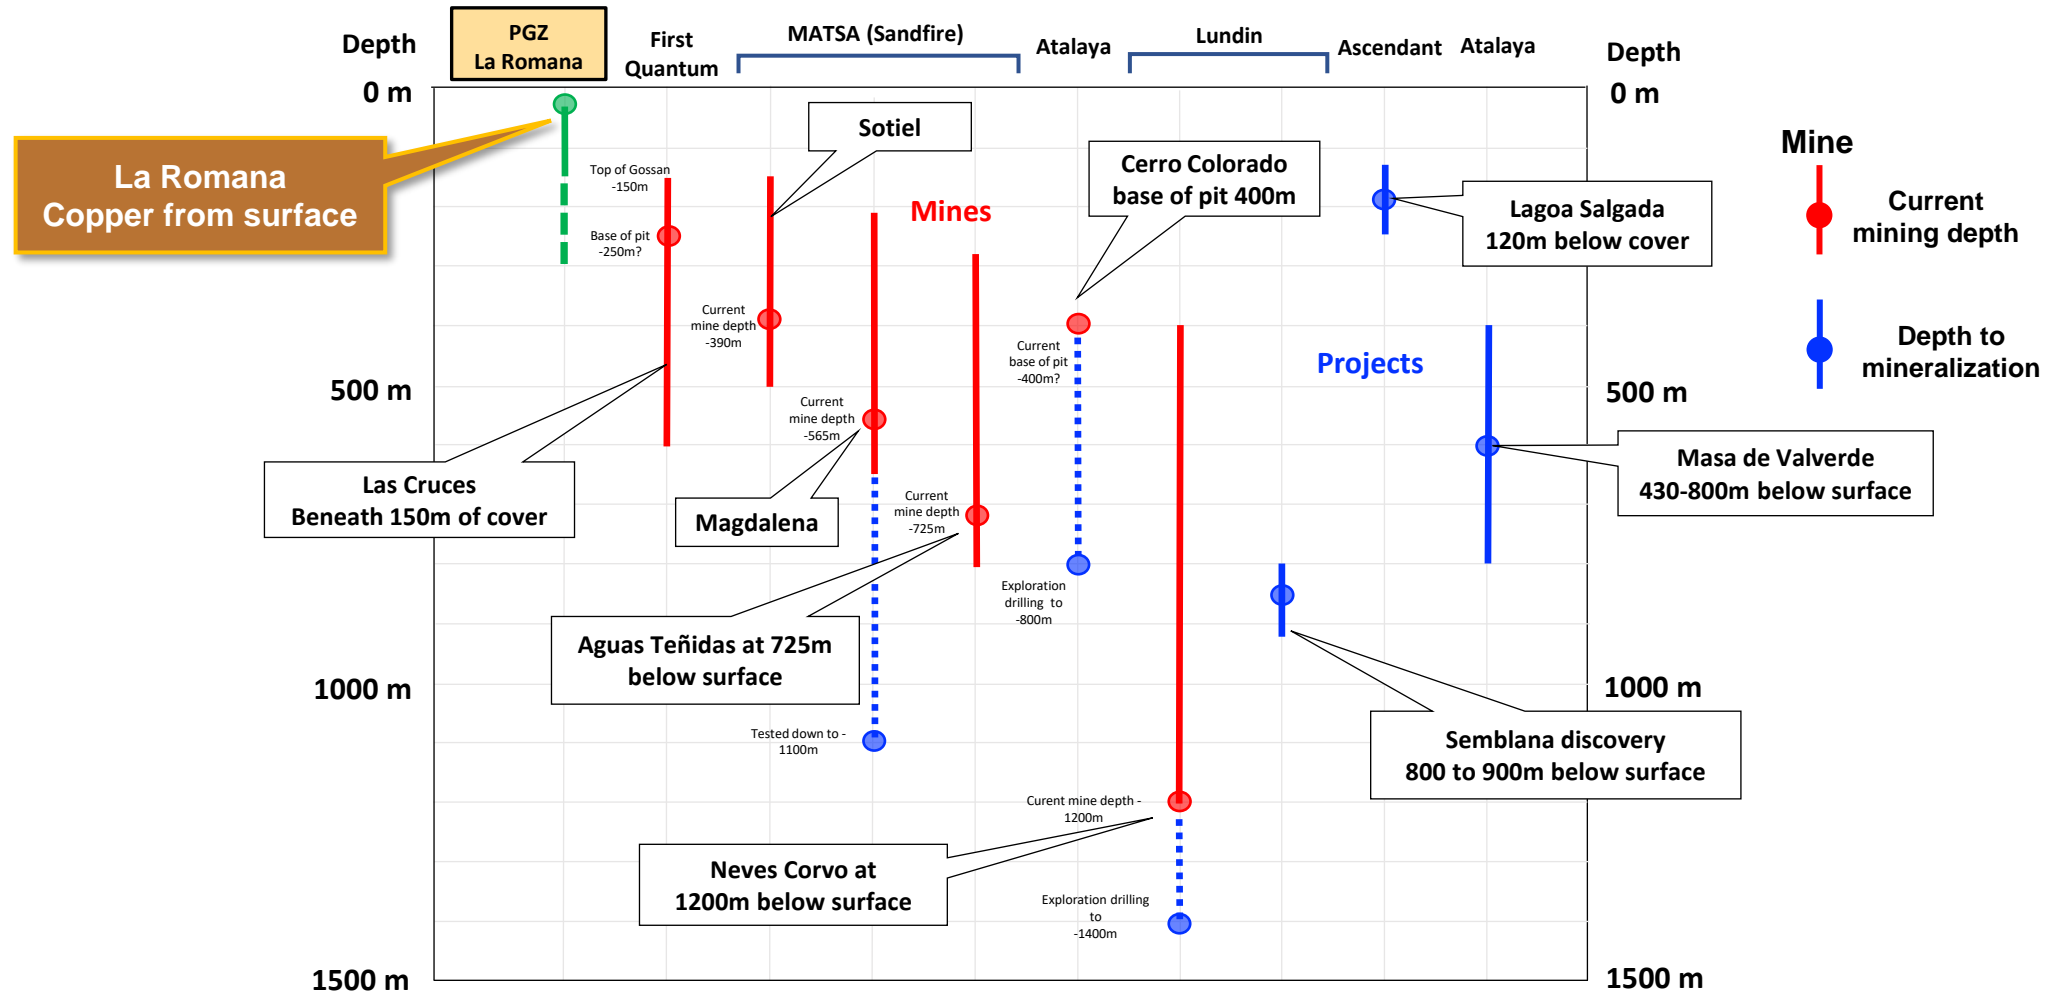 Depth
PGZ
La Romana
First
Quantum
MATSA (Sandfire)
Atalaya
Lundin
Ascendant
Atalaya
Depth
0 m
0 m
La Romana
Copper from surface
Sotiel
Top of Gossan
-150m
Mines
Cerro Colorado
base of pit 400m
Lagoa Salgada
120m below cover
Mine
Current
mining depth
Base of pit
-250m?
Current
mine depth
-390m
Current
base of pit
-400m?
Projects
Depth to
mineralization
500 m
500 m
Current
mine depth
-565m
Las Cruces
Beneath 150m of cover
Magdalena
Current
mine depth
-725m
Masa de Valverde
430-800m below surface
Exploration
drilling to
-800m
Aguas Teñidas at 725m
below surface
1000 m
1000 m
Tested down to -
1100m
Semblana discovery
800 to 900m below surface
Curent mine depth -
1200m
Neves Corvo at
1200m below surface
Exploration drilling
to
-1400m
1500 m
1500 m